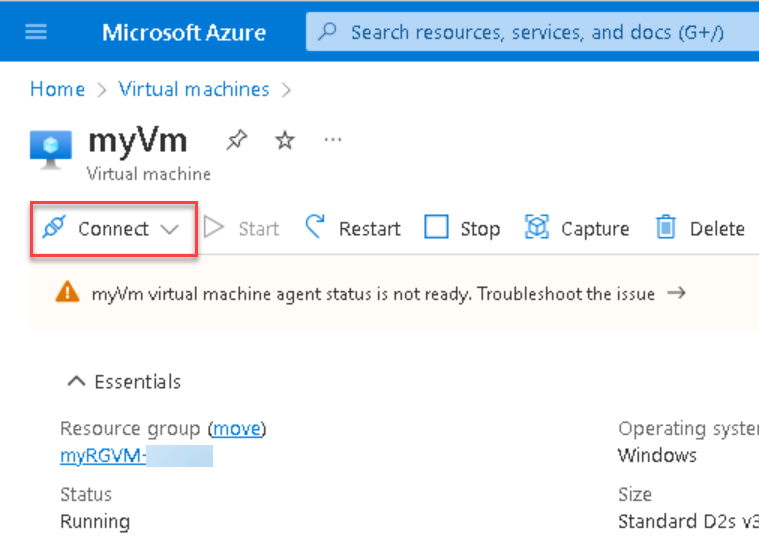 Microsoft Azure
Search resources, services, and docs (G+/)
Home > Virtual machines >
myVm
Virtual machine
Connect Start Restart Stop Capture Delete
myVm virtual machine agent status is not ready. Troubleshoot the issue →
Essentials
Resource group (move)
myRGVM-
Status
Running
Operating syste
Windows
Size
Standard D2s v3